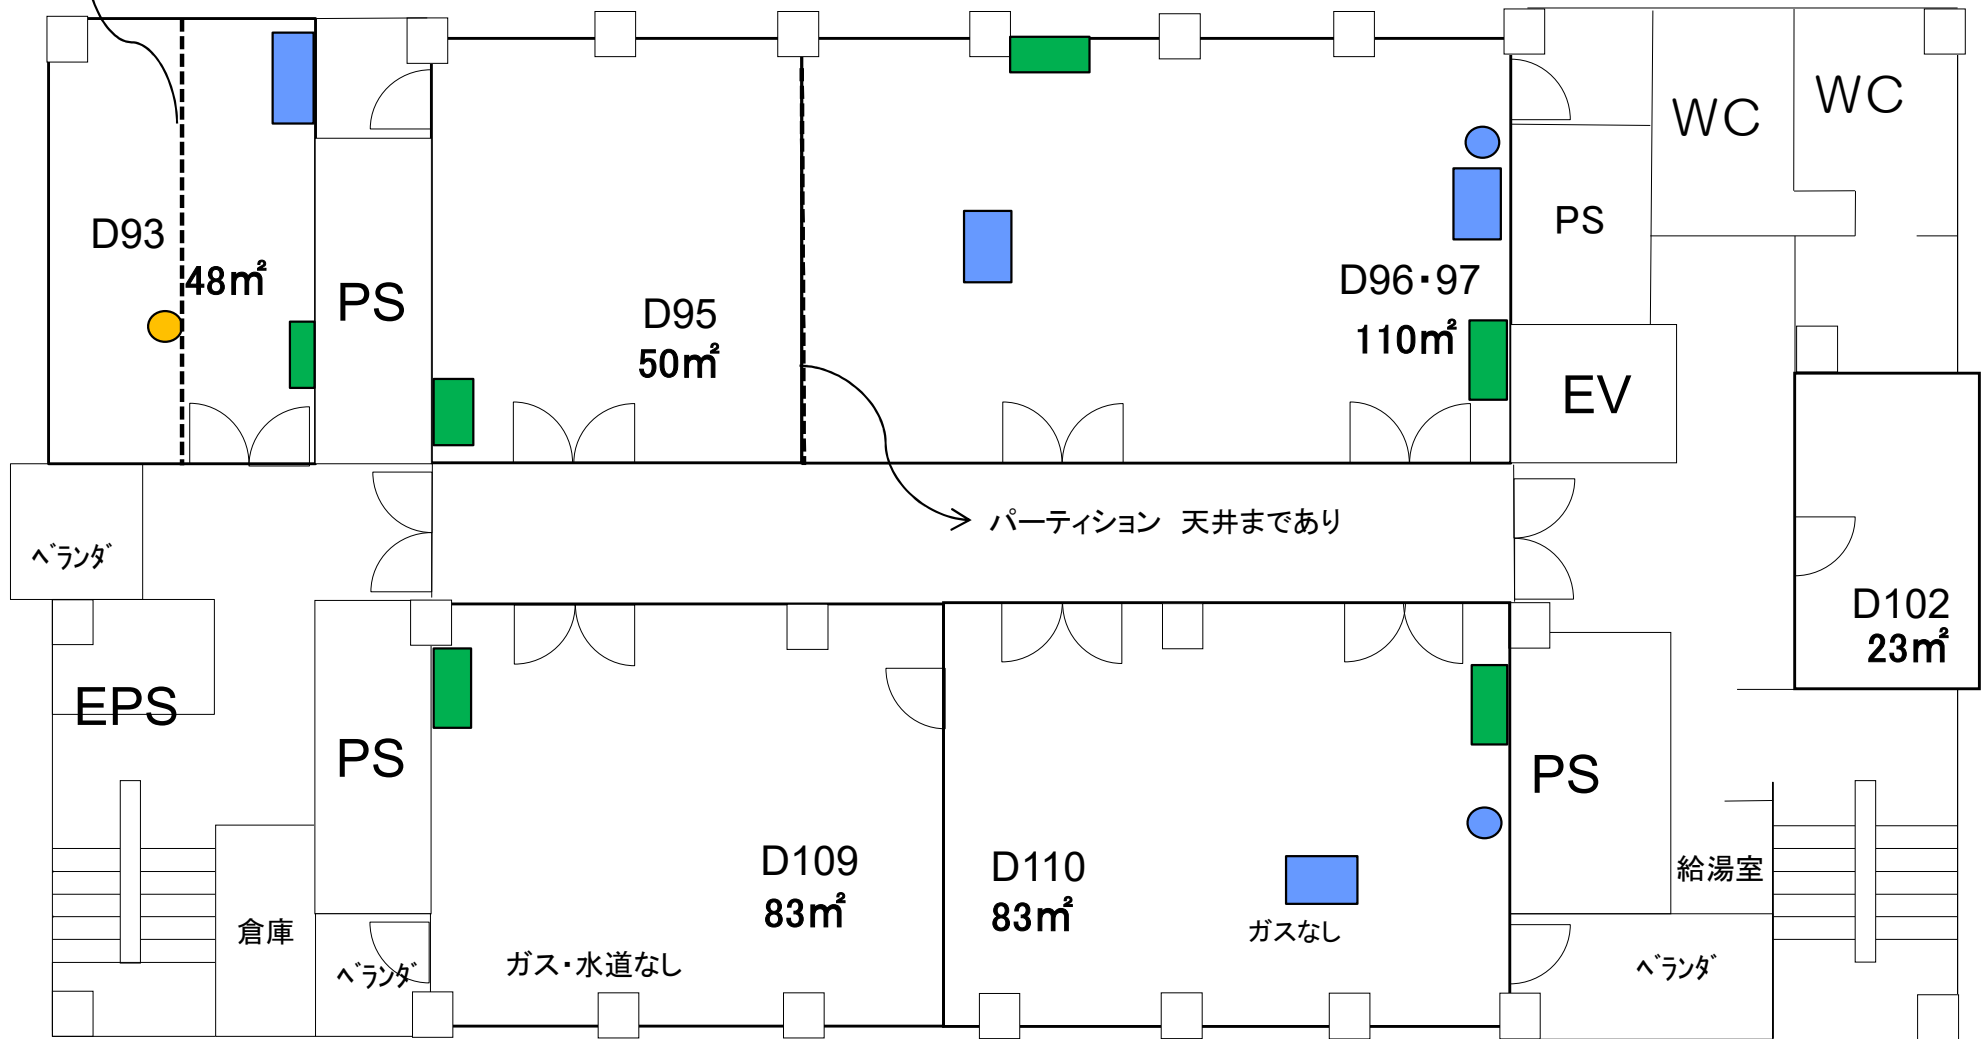 WC
WC
D93
48㎡
PS
D95
50㎡
D96・97
110㎡
PS
EV
パーティション 天井まであり
ﾍﾞﾗﾝﾀﾞ
D102
23㎡
EPS
PS
D109
83㎡
D110
83㎡
PS
給湯室
倉庫
ガス・水道なし
ガスなし
ﾍﾞﾗﾝﾀﾞ
ﾍﾞﾗﾝﾀﾞ